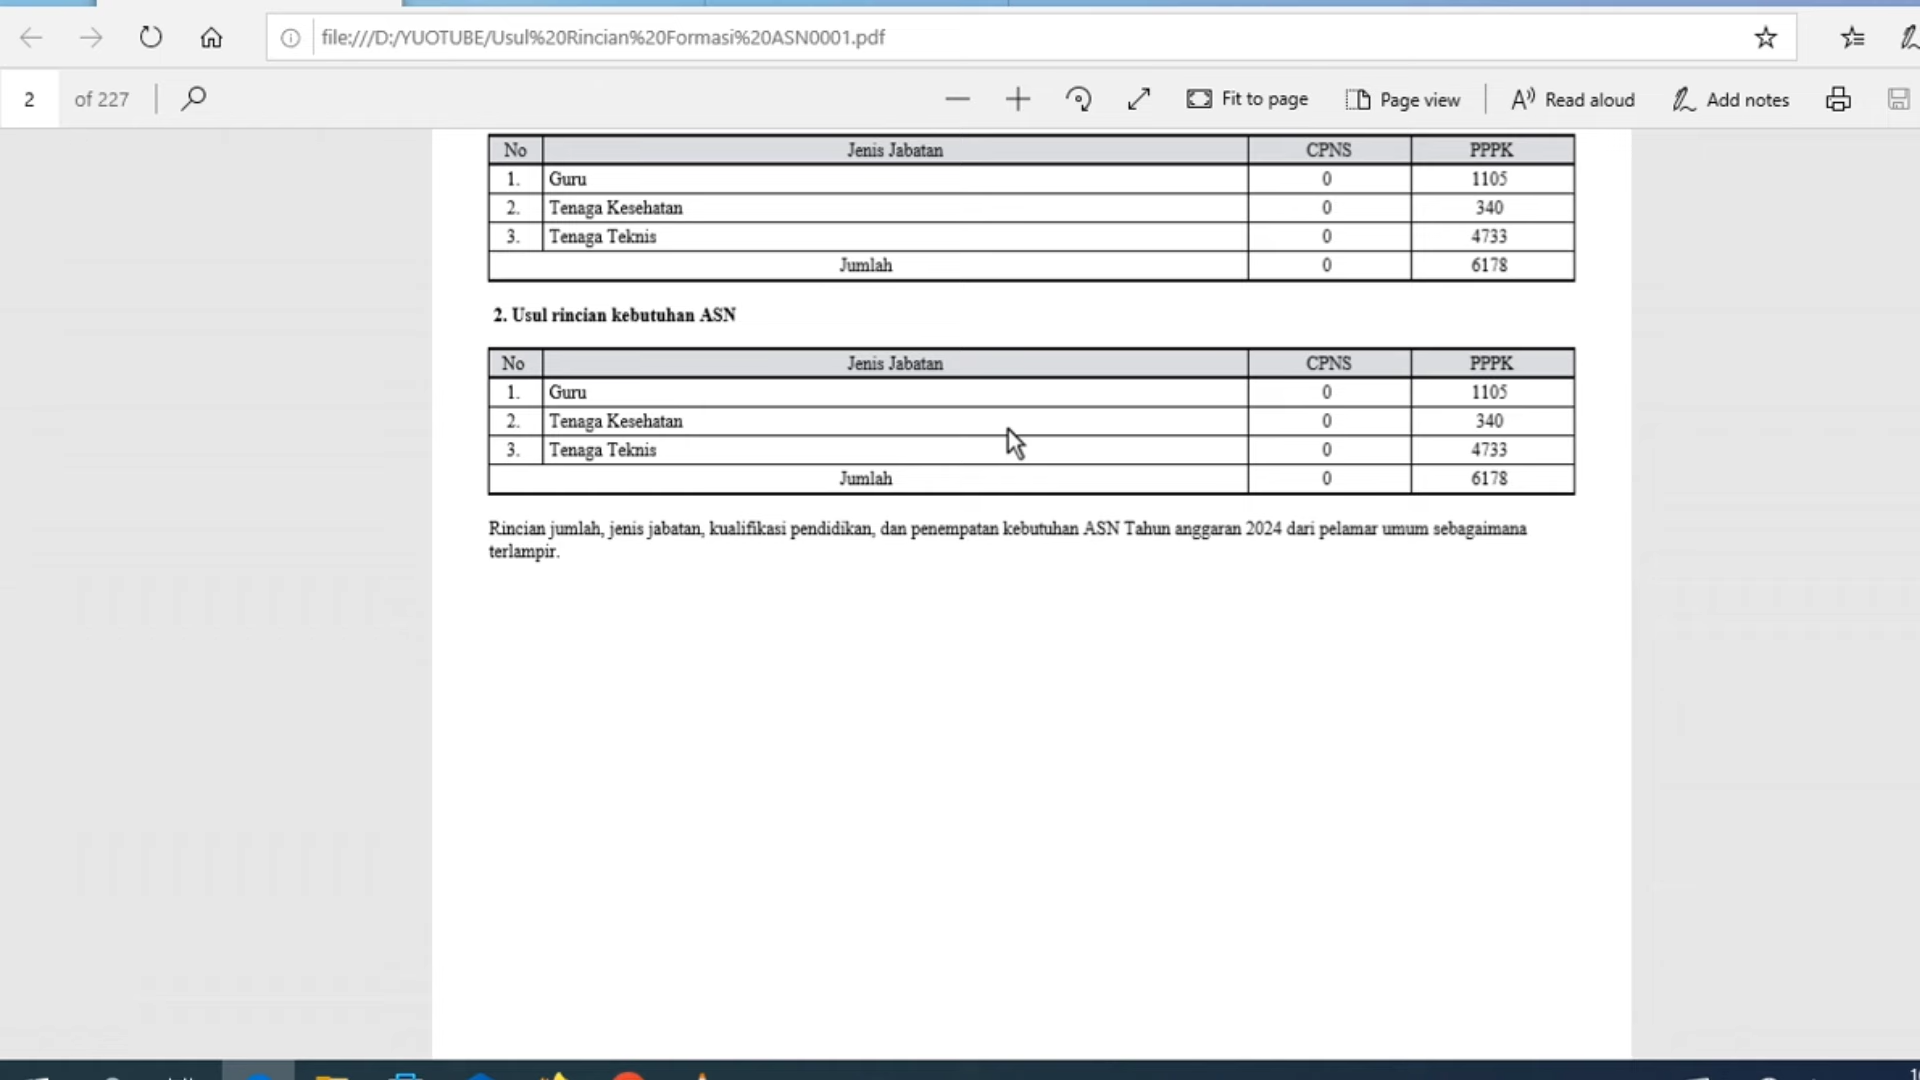 file:///D:/YUOTUBE/Usul%20Rincian%20Formasi%20ASN0001.pdf
2 of 227 Fit to page Page view Read aloud Add notes
No Jenis Jabatan CPNS PPPK
1. Guru 0 1105
2. Tenaga Kesehatan 0 340
3. Tenaga Teknis 0 4733
Jumlah 0 6178
2. Usul rincian kebutuhan ASN
No Jenis Jabatan CPNS PPPK
1. Guru 0 1105
2. Tenaga Kesehatan 0 340
3. Tenaga Teknis 0 4733
Jumlah 0 6178
Rincian jumlah, jenis jabatan, kualifikasi pendidikan, dan penempatan kebutuhan ASN Tahun anggaran 2024 dari pelamar umum sebagaimana
terlampir.